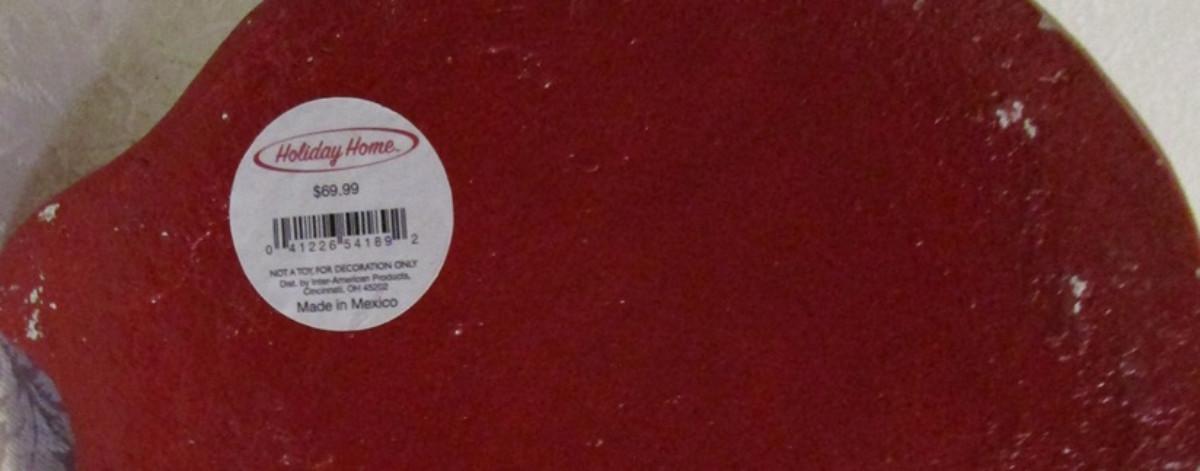 Holiday Home™
$69.99
0 41226 54189 2
NOT A TOY, FOR DECORATION ONLY
Dist. by Inter-American Products,
Cincinnati, OH 45202
Made in Mexico